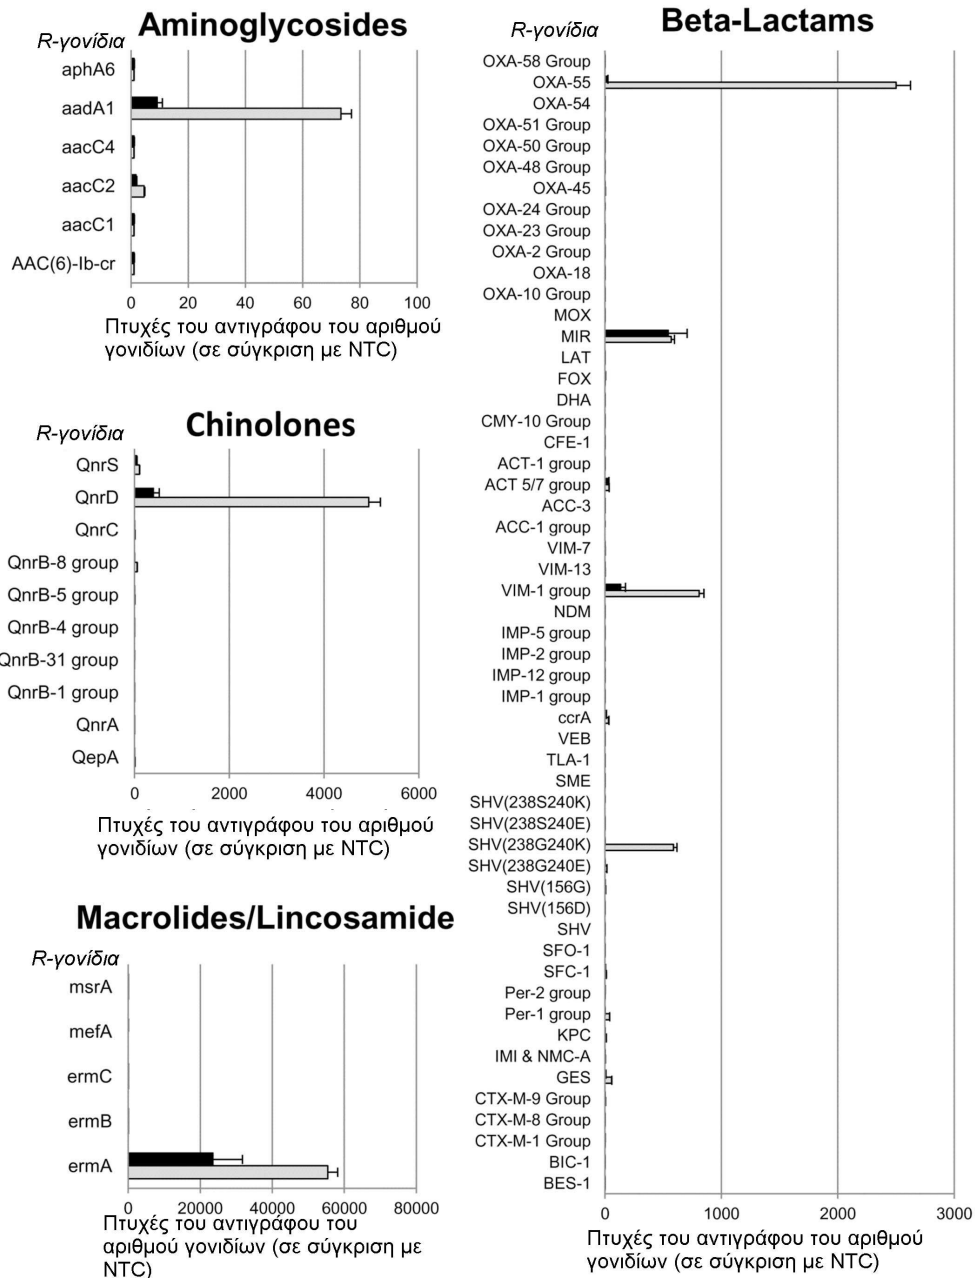 Aminoglycosides
R-γονίδια
aphA6
aadA1
aacC4
aacC2
aacC1
AAC(6)-Ib-cr
0 20 40 60 80 100
Πτυχές του αντιγράφου του αριθμού
γονιδίων (σε σύγκριση με NTC)
Chinolones
R-γονίδια
QnrS
QnrD
QnrC
QnrB-8 group
QnrB-5 group
QnrB-4 group
QnrB-31 group
QnrB-1 group
QnrA
QepA
0 2000 4000 6000
Πτυχές του αντιγράφου του αριθμού
γονιδίων (σε σύγκριση με NTC)
Macrolides/Lincosamide
R-γονίδια
msrA
mefA
ermC
ermB
ermA
0 20000 40000 60000 80000
Πτυχές του αντιγράφου του
αριθμού γονιδίων (σε σύγκριση με
NTC)
Beta-Lactams
R-γονίδια
OXA-58 Group
OXA-55
OXA-54
OXA-51 Group
OXA-50 Group
OXA-48 Group
OXA-45
OXA-24 Group
OXA-23 Group
OXA-2 Group
OXA-18
OXA-10 Group
MOX
MIR
LAT
FOX
DHA
CMY-10 Group
CFE-1
ACT-1 group
ACT 5/7 group
ACC-3
ACC-1 group
VIM-7
VIM-13
VIM-1 group
NDM
IMP-5 group
IMP-2 group
IMP-12 group
IMP-1 group
ccrA
VEB
TLA-1
SME
SHV(238S240K)
SHV(238S240E)
SHV(238G240K)
SHV(238G240E)
SHV(156G)
SHV(156D)
SHV
SFO-1
SFC-1
Per-2 group
Per-1 group
KPC
IMI & NMC-A
GES
CTX-M-9 Group
CTX-M-8 Group
CTX-M-1 Group
BIC-1
BES-1
0 1000 2000 3000
Πτυχές του αντιγράφου του αριθμού
γονιδίων (σε σύγκριση με NTC)